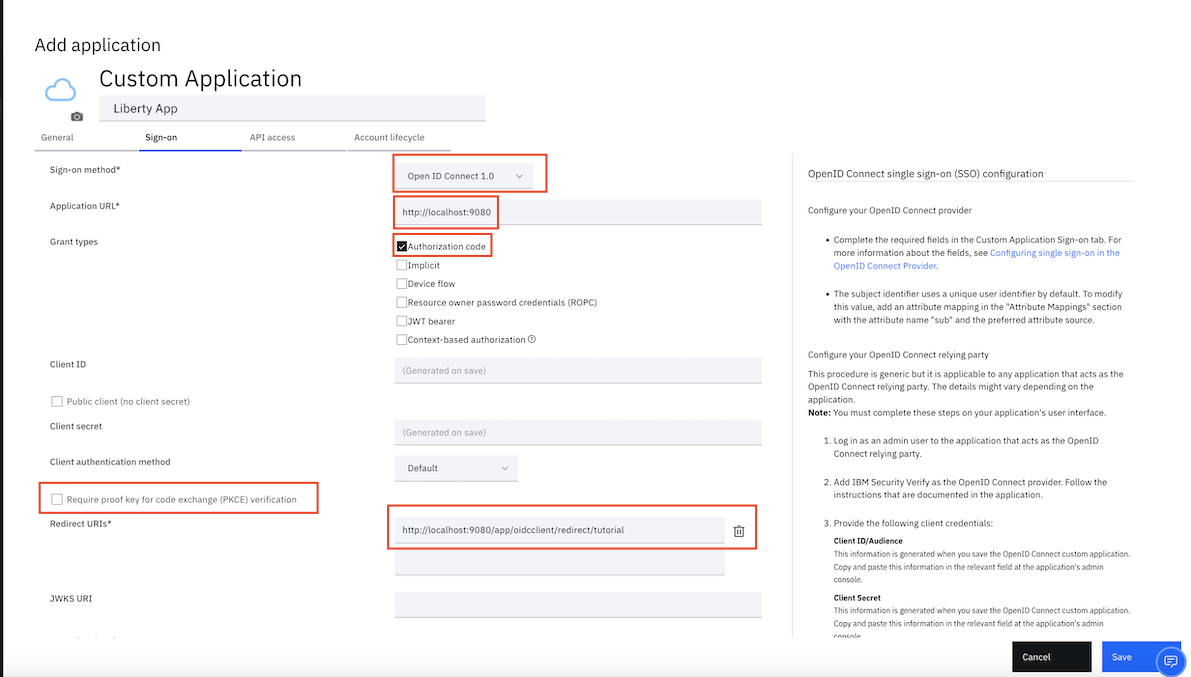 Add application
Custom Application
Liberty App
General
Sign-on
API access
Account lifecycle
Sign-on method*
Open ID Connect 1.0
Application URL*
http://localhost:9080
Grant types
Authorization code
Implicit
Device flow
Resource owner password credentials (ROPC)
JWT bearer
Context-based authorization
Client ID
(Generated on save)
Public client (no client secret)
Client secret
(Generated on save)
Client authentication method
Default
Require proof key for code exchange (PKCE) verification
Redirect URIs*
http://localhost:9080/app/oidcclient/redirect/tutorial
JWKS URI
OpenID Connect single sign-on (SSO) configuration
Configure your OpenID Connect provider
• Complete the required fields in the Custom Application Sign-on tab. For
more information about the fields, see Configuring single sign-on in the
OpenID Connect Provider.
• The subject identifier uses a unique user identifier by default. To modify
this value, add an attribute mapping in the "Attribute Mappings" section
with the attribute name "sub" and the preferred attribute source.
Configure your OpenID Connect relying party
This procedure is generic but it is applicable to any application that acts as the
OpenID Connect relying party. The details might vary depending on the
application.
Note: You must complete these steps on your application's user interface.
1. Log in as an admin user to the application that acts as the OpenID
Connect relying party.
2. Add IBM Security Verify as the OpenID Connect provider. Follow the
instructions that are documented in the application.
3. Provide the following client credentials:
Client ID/Audience
This information is generated when you save the OpenID Connect custom application.
Copy and paste this information in the relevant field at the application's admin
console.
Client Secret
This information is generated when you save the OpenID Connect custom application.
Copy and paste this information in the relevant field at the application's admin
console.
Cancel
Save